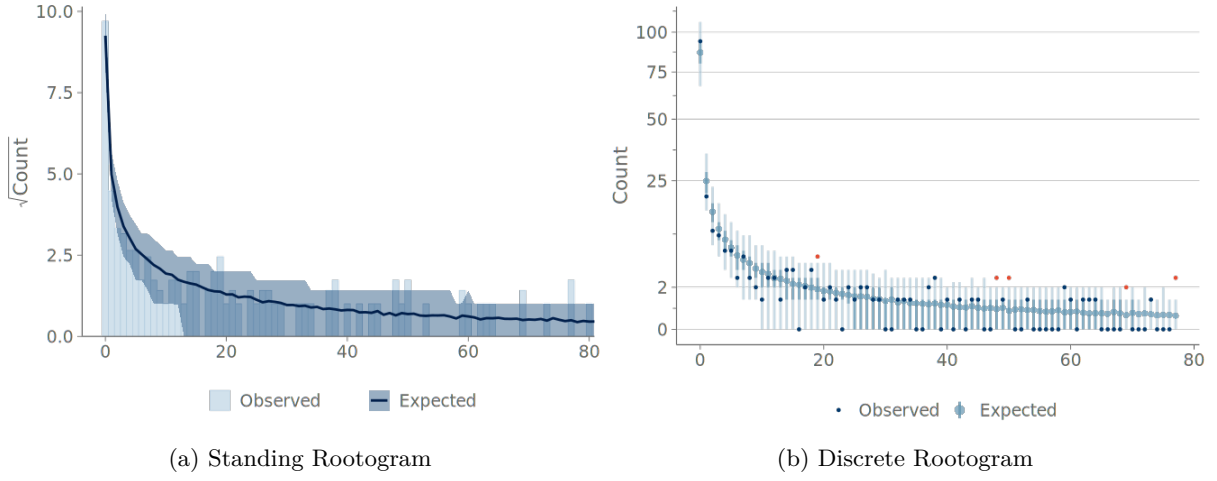 10.0
7.5
5.0
2.5
0.0
√Count
0 20 40 60 80
Observed Expected
(a) Standing Rootogram
100
75
50
25
2
0
Count
0 20 40 60 80
Observed Expected
(b) Discrete Rootogram